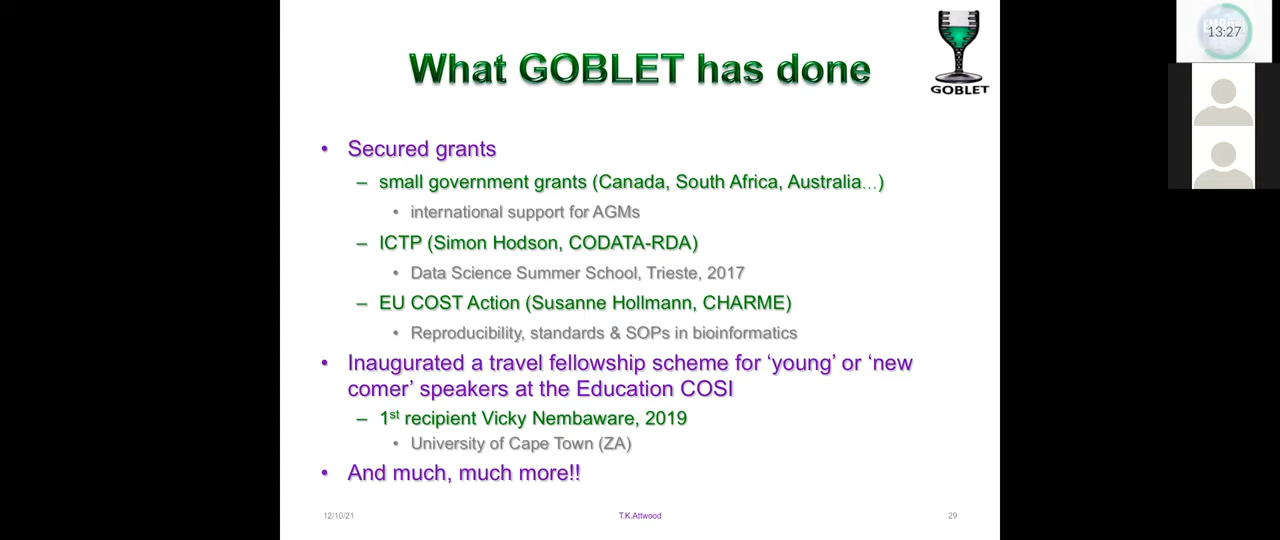 What GOBLET has done
GOBLET
13:27
• Secured grants
– small government grants (Canada, South Africa, Australia…)
• international support for AGMs
– ICTP (Simon Hodson, CODATA-RDA)
• Data Science Summer School, Trieste, 2017
– EU COST Action (Susanne Hollmann, CHARME)
• Reproducibility, standards & SOPs in bioinformatics
• Inaugurated a travel fellowship scheme for ‘young’ or ‘new
comer’ speakers at the Education COSI
– 1st recipient Vicky Nembaware, 2019
• University of Cape Town (ZA)
• And much, much more!!
12/10/21
T.K.Attwood
29